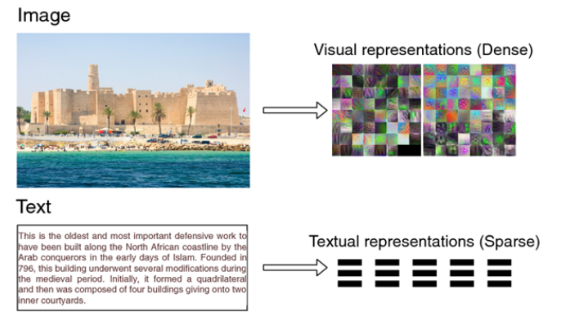 Image
Visual representations (Dense)
Text
This is the oldest and most important defensive work to
have been built along the North African coastline by the
Arab conquerors in the early days of Islam. Founded in
796, this building underwent several modifications during
the medieval period. Initially, it formed a quadrilateral
and then was composed of four buildings giving onto two
inner courtyards.
Textual representations (Sparse)